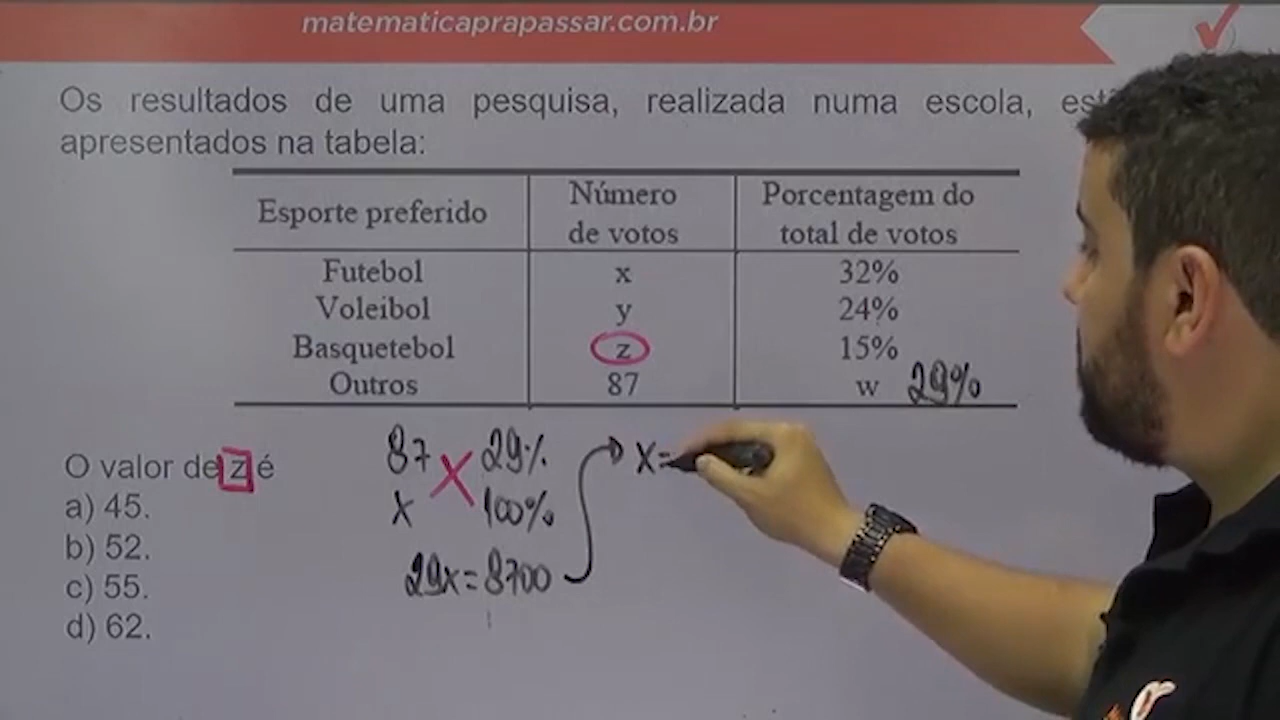 matematicaprapassar.com.br
Os resultados de uma pesquisa, realizada numa escola,
apresentados na tabela:
Esporte preferido Número de votos Porcentagem do total de votos
Futebol x 32%
Voleibol y 24%
Basquetebol z 15%
Outros 87 w 29%
O valor de z é
a) 45.
b) 52.
c) 55.
d) 62.
87 29%
x 100%
29x = 8700
x =